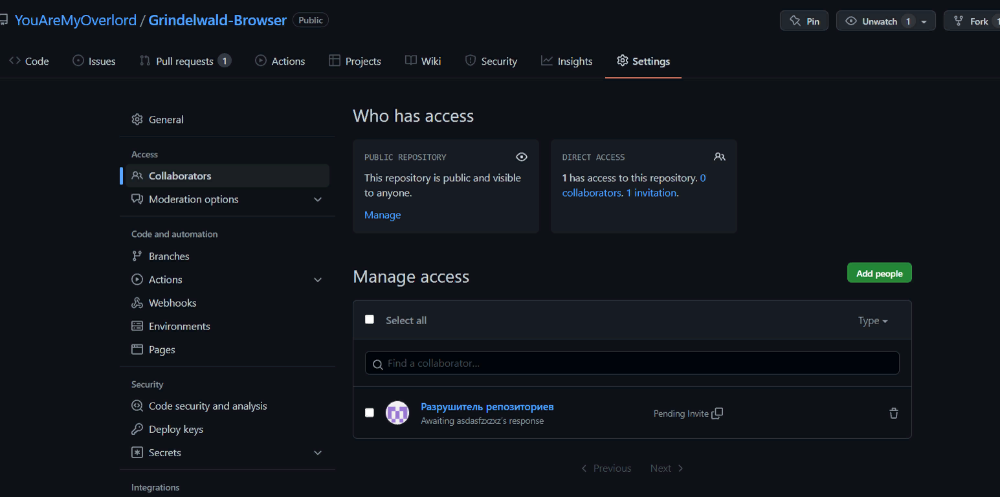 YouAreMyOverlord / Grindelwald-Browser Public
Pin Unwatch 1 Fork 1
Code Issues Pull requests 1 Actions Projects Wiki Security Insights Settings
General
Access
Collaborators
Moderation options
Code and automation
Branches
Actions
Webhooks
Environments
Pages
Security
Code security and analysis
Deploy keys
Secrets
Integrations
Who has access
PUBLIC REPOSITORY
This repository is public and visible
to anyone.
Manage
DIRECT ACCESS
1 has access to this repository. 0
collaborators. 1 invitation.
Manage access
Add people
Select all Type
Find a collaborator...
Разрушитель репозиториев
Awaiting asdasfzxzxz's response
Pending Invite
Previous Next